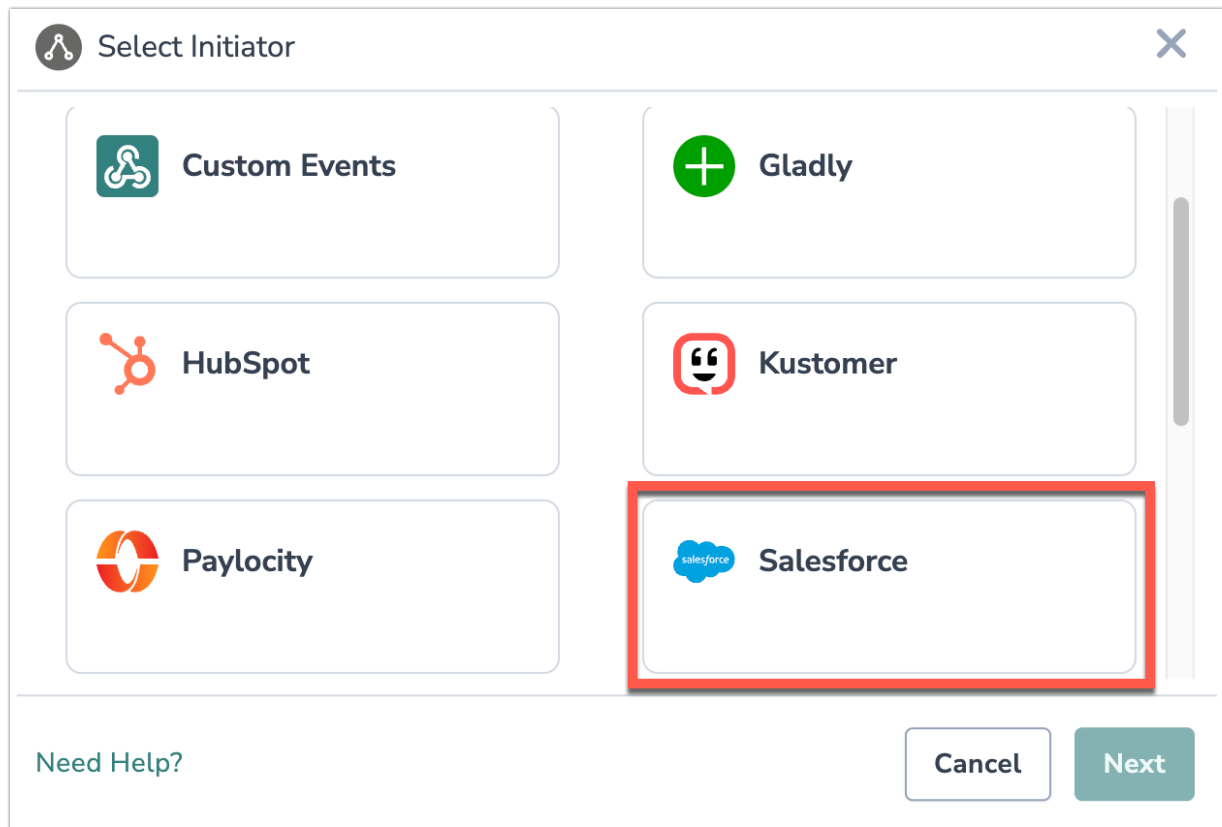 Select Initiator
Custom Events
Gladly
HubSpot
Kustomer
Paylocity
salesforce
Salesforce
Need Help?
Cancel
Next